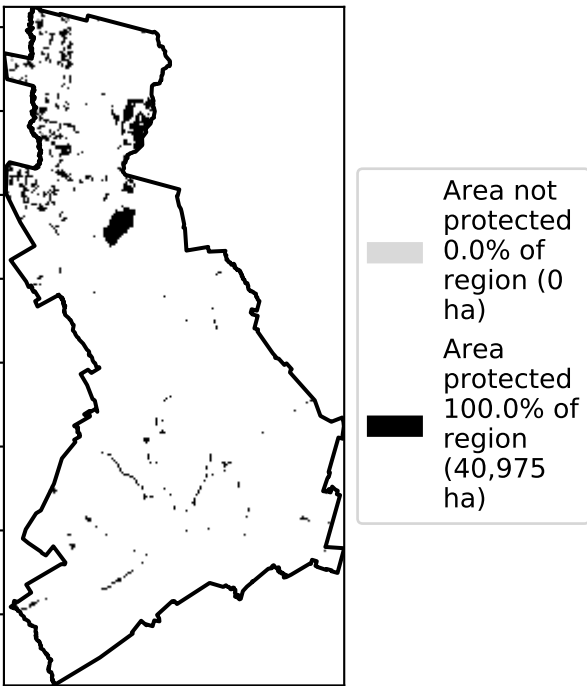 Area not
protected
0.0% of
region (0
ha)
Area
protected
100.0% of
region
(40,975
ha)